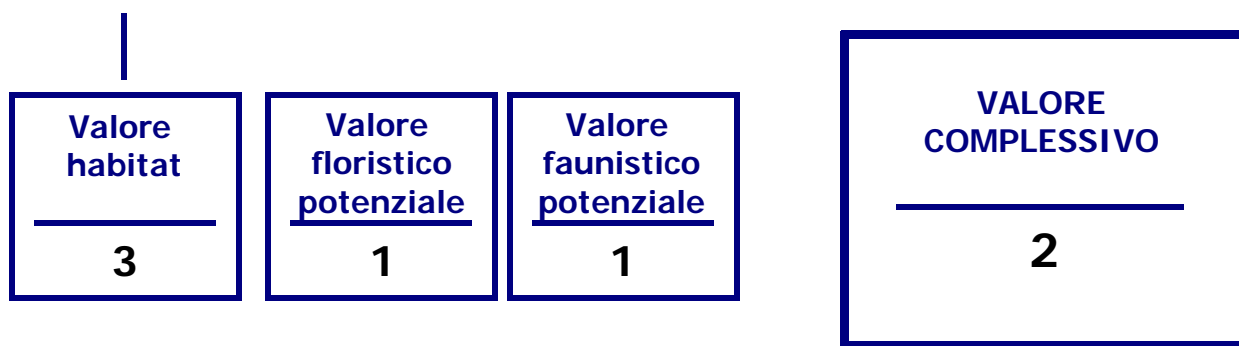 Valore
habitat
3
Valore
floristico
potenziale
1
Valore
faunistico
potenziale
1
VALORE
COMPLESSIVO
2